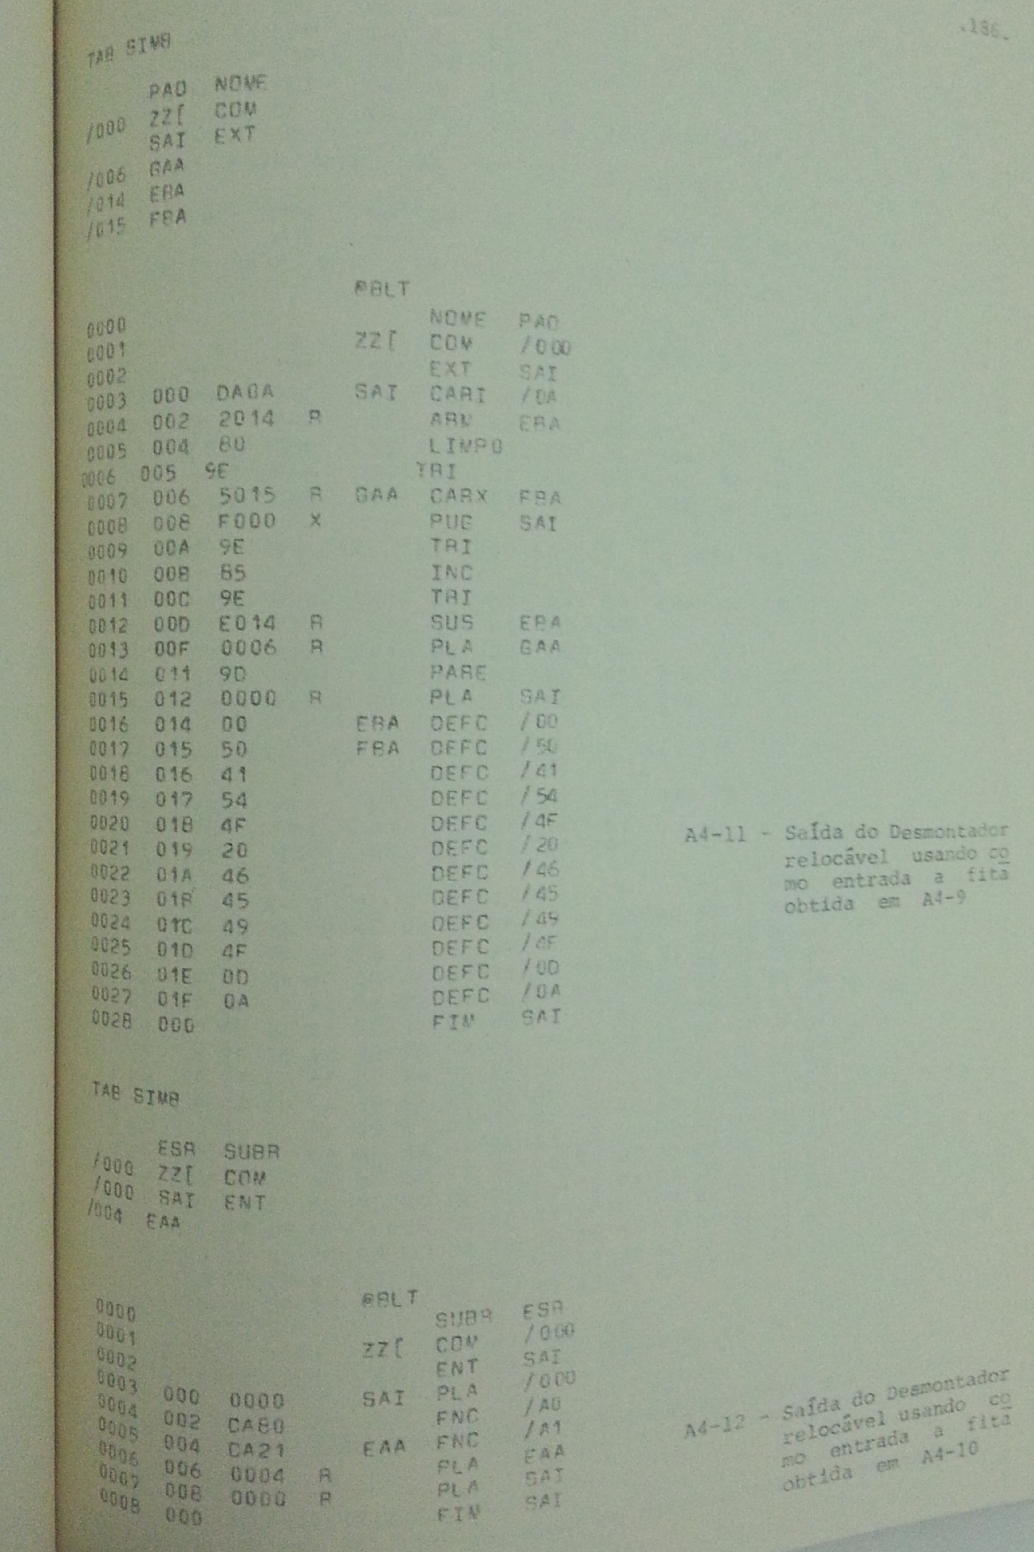 .186.
TAB SIMB
PAD NOME
/000 ZZ[ COM
SAI EXT
/006 GAA
/014 EBA
/015 FBA
@BLT
0000 NOME PAD
0001 ZZ[ COM /000
0002 EXT SAI
0003 000 DA0A SAI CARI /0A
0004 002 2014 R ARM EBA
0005 004 80 LIMPO
0006 005 9E TRI
0007 006 5015 R GAA CARX FBA
0008 008 F000 X PUG SAI
0009 00A 9E TRI
0010 00B 85 INC
0011 00C 9E TRI
0012 00D E014 R SUS EBA
0013 00F 0006 R PLA GAA
0014 011 9D PARE
0015 012 0000 R PLA SAI
0016 014 00 EBA DEFC /00
0017 015 50 FBA DEFC /50
0018 016 41 DEFC /41
0019 017 54 DEFC /54
0020 018 4F DEFC /4F
0021 019 20 DEFC /20
0022 01A 46 DEFC /46
0023 01B 45 DEFC /45
0024 01C 49 DEFC /49
0025 01D 4F DEFC /4F
0026 01E 0D DEFC /0D
0027 01F 0A DEFC /0A
0028 000 FIM SAI
A4-11 - Saída do Desmontador
relocável usando co
mo entrada a fita
obtida em A4-9
TAB SIMB
ESR SUBR
/000 ZZ[ COM
/000 SAI ENT
/004 EAA
@BLT
0000 SUBR ESR
0001 ZZ[ COM /000
0002 ENT SAI
0003 000 0000 SAI PLA /000
0004 002 CA80 FNC /A0
0005 004 CA21 EAA FNC /A1
0006 006 0004 R PLA EAA
0007 008 0000 R PLA SAI
0008 000 FIM SAI
A4-12 - Saída do Desmontador
relocável usando co
mo entrada a fita
obtida em A4-10